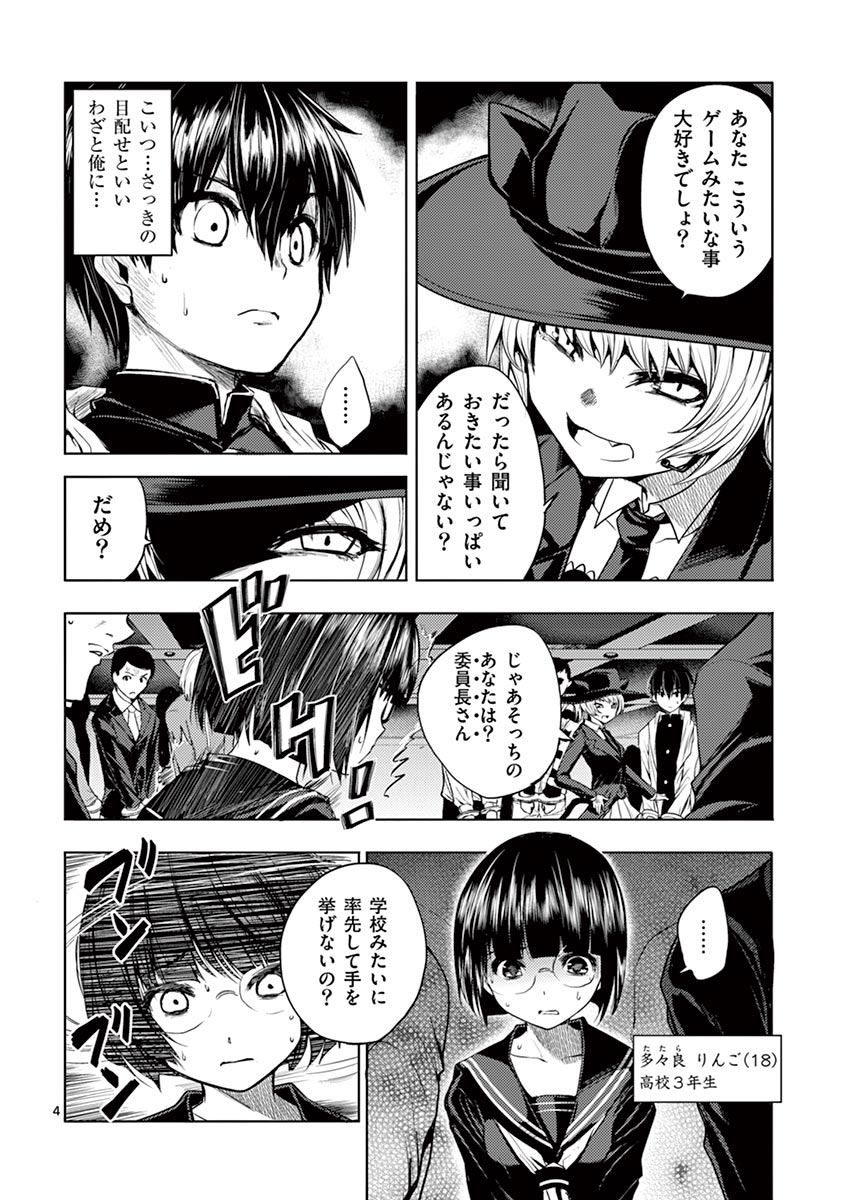 あなた こういう
ゲームみたいな事
大好きでしょ?
だったら聞いて
おきたい事いっぱい
あるんじゃない?
こいつ…さっきの
目配せといい
わざと俺に…
……
だめ?
じゃあそっちの
あなたは?
委員長さん
ビクッ!
……
多々良 りんご(18)
たたら
高校3年生
学校みたいに
率先して手を
挙げないの?
ブンブン
4